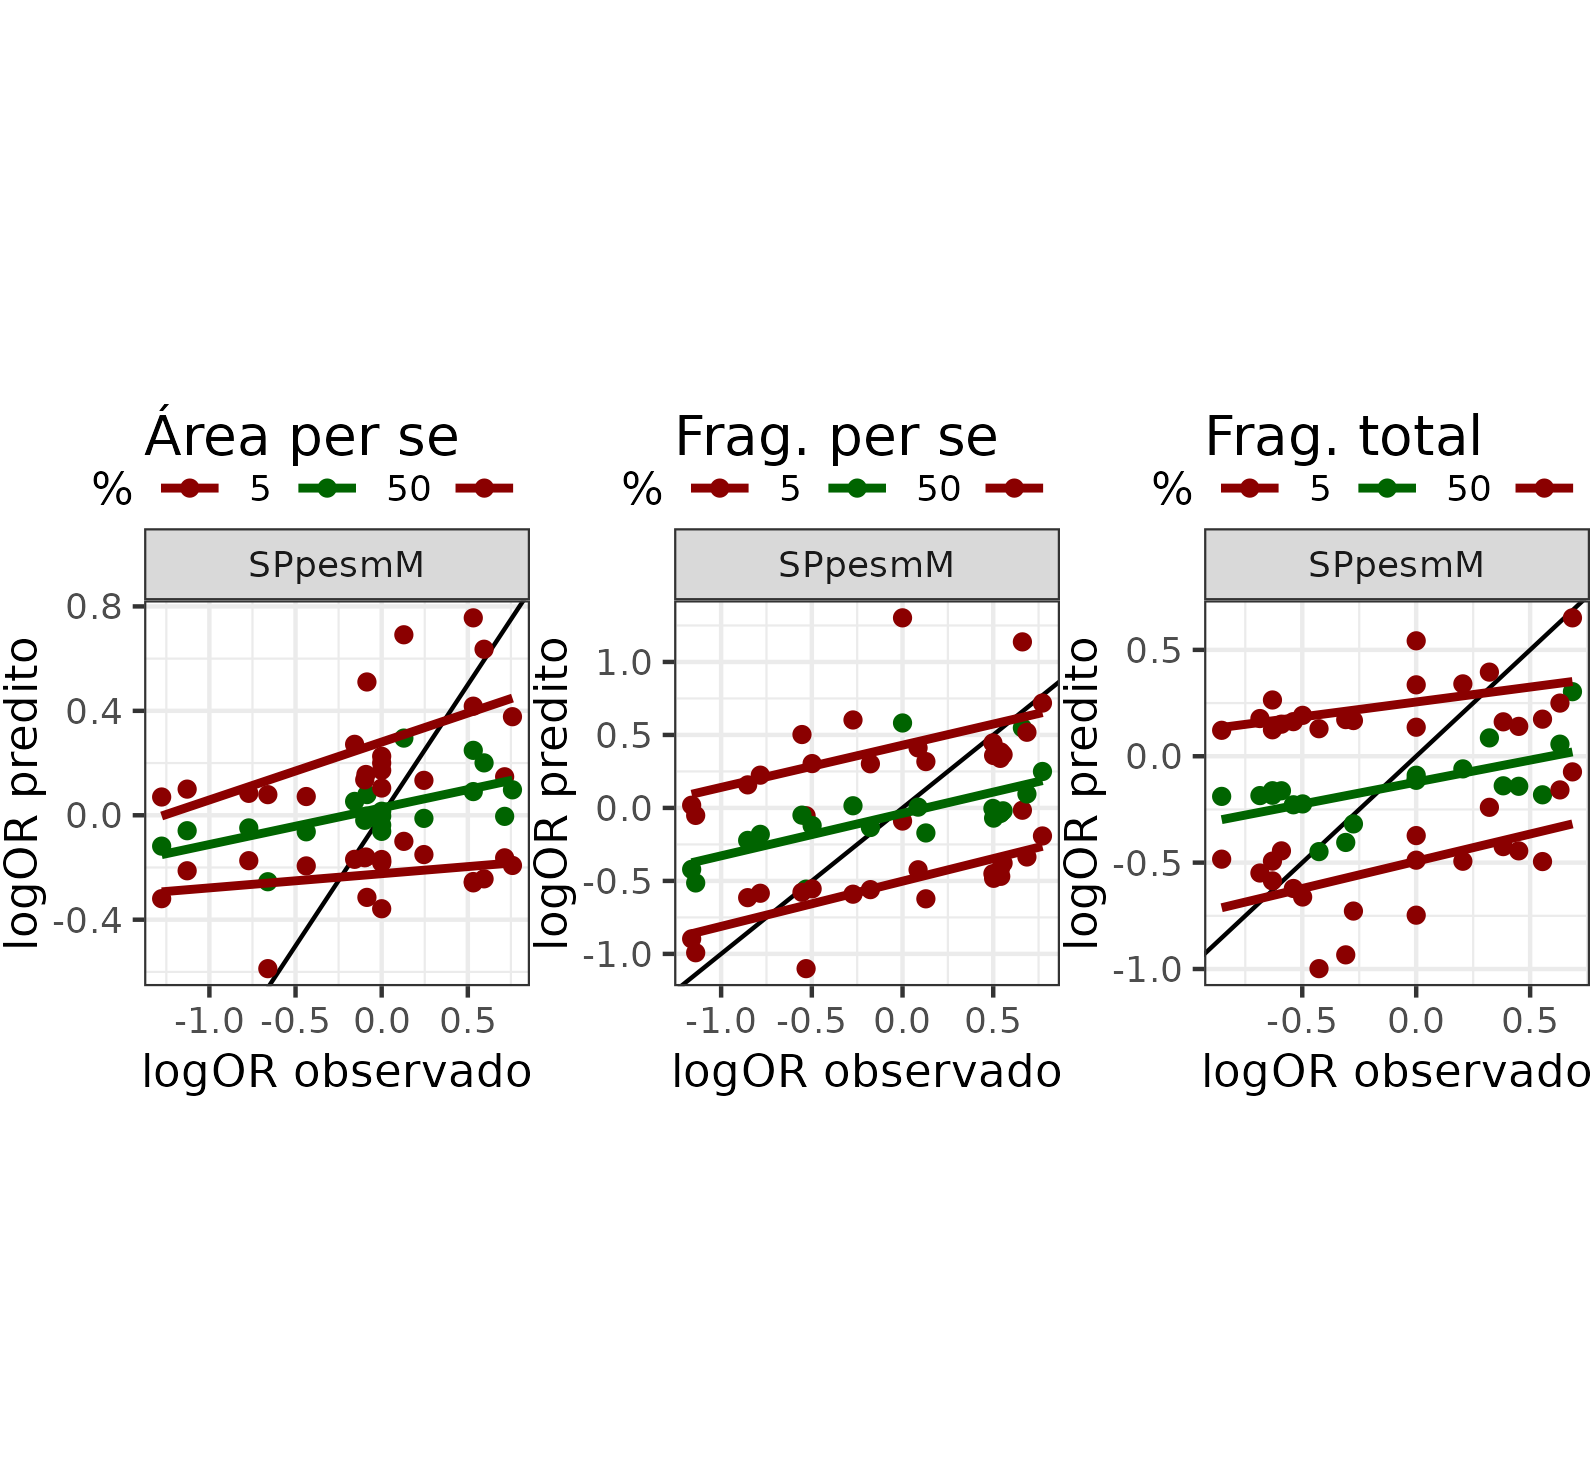 Área per se
% 5 50
SPpesmM
0.8
0.4
0.0
-0.4
-1.0 -0.5 0.0 0.5
logOR observado
logOR predito
Frag. per se
% 5 50
SPpesmM
1.0
0.5
0.0
-0.5
-1.0
-1.0 -0.5 0.0 0.5
logOR observado
logOR predito
Frag. total
% 5 50
SPpesmM
0.5
0.0
-0.5
-1.0
-0.5 0.0 0.5
logOR observado
logOR predito